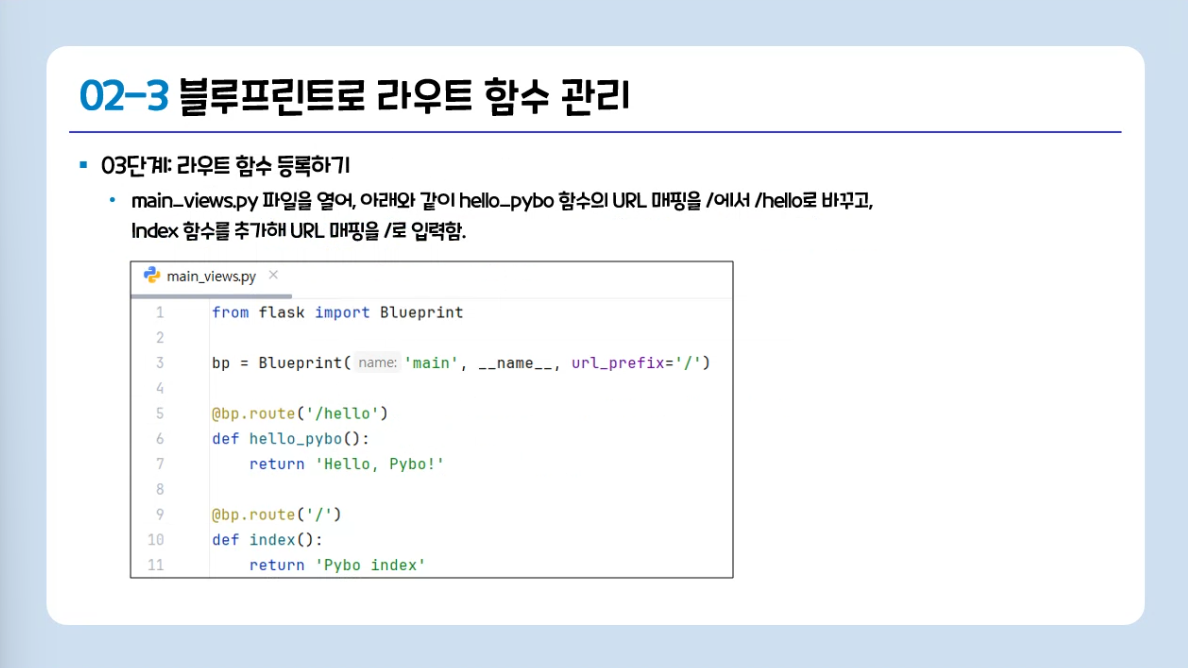 02-3 블루프린트로 라우트 함수 관리
03단계: 라우트 함수 등록하기
main_views.py 파일을 열어, 아래와 같이 hello_pybo 함수의 URL 매핑을 /에서 /hello로 바꾸고,
Index 함수를 추가해 URL 매핑을 /로 입력함.
main_views.py ×
1 from flask import Blueprint
2
3 bp = Blueprint( name: 'main', __name__, url_prefix='/')
4
5 @bp.route('/hello')
6 def hello_pybo():
7     return 'Hello, Pybo!'
8
9 @bp.route('/')
10 def index():
11     return 'Pybo index'